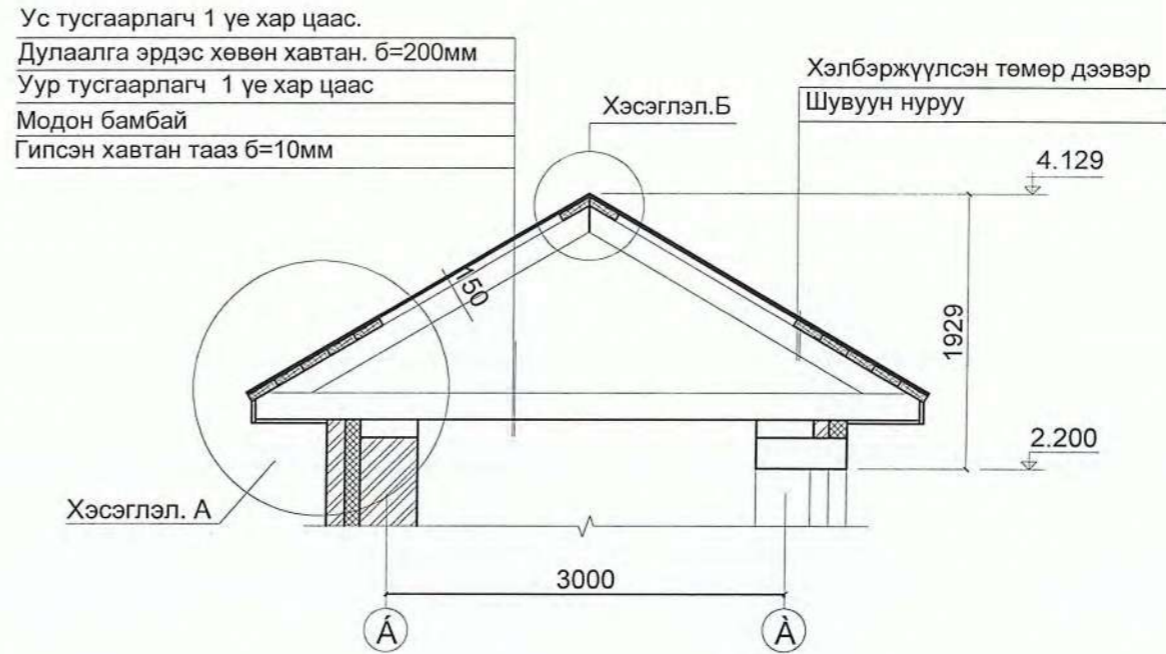 Ус тусгаарлагч 1 үе хар цаас.
Дулаалга эрдэс хөвөн хавтан. б=200мм
Уур тусгаарлагч 1 үе хар цаас
Модон бамбай
Гипсэн хавтан тааз б=10мм
Хэсэглэл.Б
Хэлбэржүүлсэн төмөр дээвэр
Шувуун нуруу
4.129
150
1929
2.200
Хэсэглэл. А
3000
Á
À